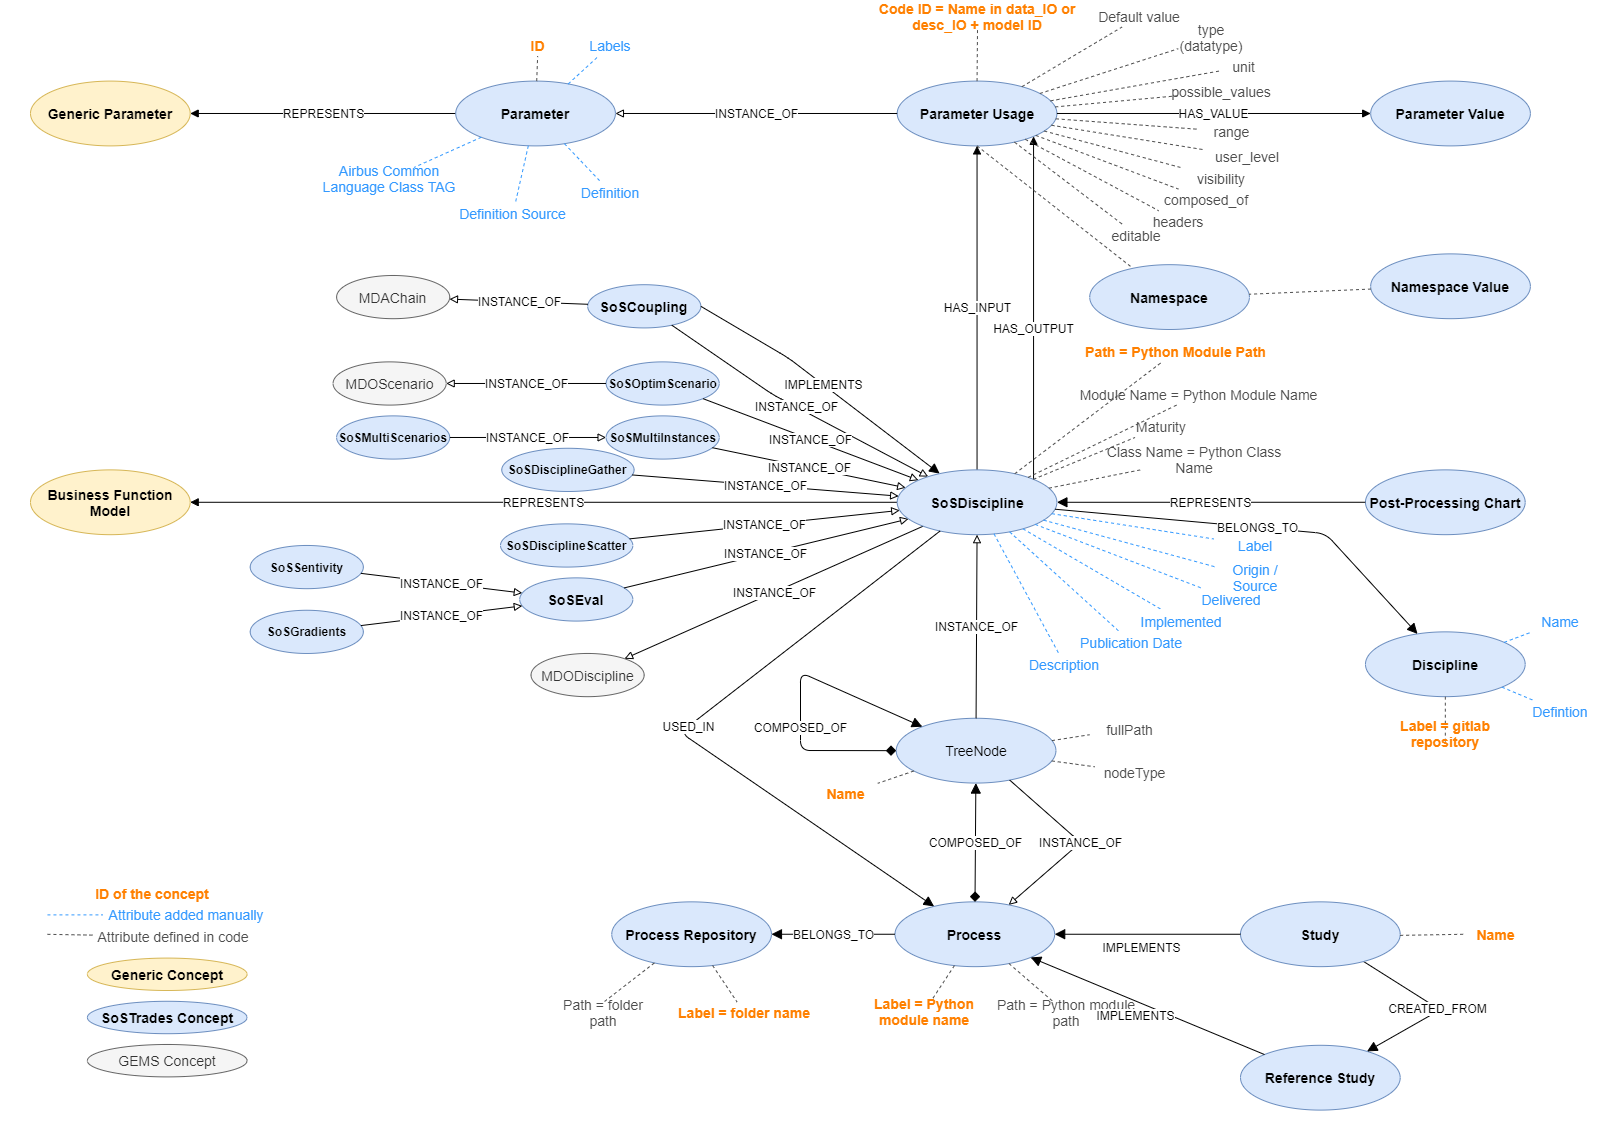 Code ID = Name in data_IO or
desc_IO + model ID
Default value
ID
Labels
type
(datatype)
unit
possible_values
Generic Parameter
REPRESENTS
Parameter
INSTANCE_OF
Parameter Usage
HAS_VALUE
Parameter Value
range
user_level
visibility
composed_of
headers
editable
Airbus Common
Language Class TAG
Definition Source
Definition
MDAChain
INSTANCE_OF
SoSCoupling
HAS_INPUT
HAS_OUTPUT
Namespace
Namespace Value
Path = Python Module Path
IMPLEMENTS
MDOScenario
INSTANCE_OF
SoSOptimScenario
INSTANCE_OF
Module Name = Python Module Name
Maturity
Class Name = Python Class
Name
SoSMultiScenarios
INSTANCE_OF
SoSMultiInstances
INSTANCE_OF
INSTANCE_OF
SoSDisciplineGather
INSTANCE_OF
Business Function
Model
REPRESENTS
SoSDiscipline
REPRESENTS
Post-Processing Chart
BELONGS_TO
SoSDisciplineScatter
INSTANCE_OF
INSTANCE_OF
Label
Origin /
Source
Delivered
Implemented
Publication Date
Description
SoSSentivity
INSTANCE_OF
SoSEval
INSTANCE_OF
INSTANCE_OF
SoSGradients
INSTANCE_OF
MDODiscipline
Name
Discipline
Defintion
Label = gitlab
repository
USED_IN
COMPOSED_OF
TreeNode
fullPath
nodeType
Name
COMPOSED_OF
INSTANCE_OF
ID of the concept
Attribute added manually
Attribute defined in code
Generic Concept
SoSTrades Concept
GEMS Concept
Process Repository
BELONGS_TO
Process
IMPLEMENTS
Study
Name
Path = folder
path
Label = folder name
Label = Python
module name
Path = Python module
path
IMPLEMENTS
CREATED_FROM
Reference Study